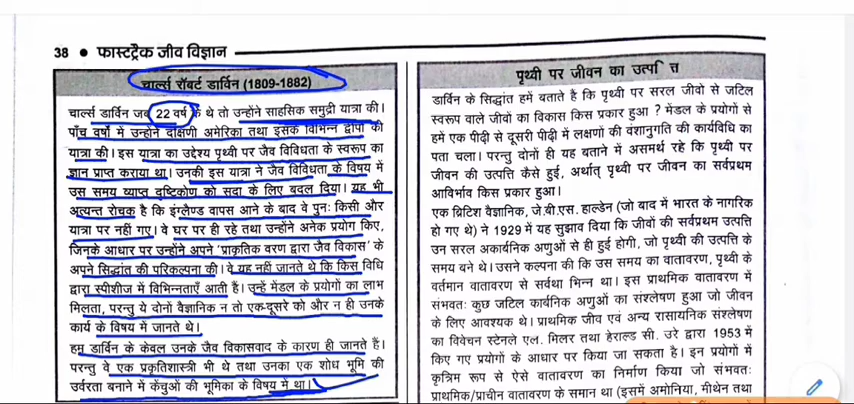 38 ● फास्टट्रैक जीव विज्ञान
चार्ल्स रॉबर्ट डार्विन (1809-1882)
चार्ल्स डार्विन जब 22 वर्ष के थे तो उन्होंने साहसिक समुद्री यात्रा की।
पाँच वर्षों में उन्होंने दक्षिणी अमेरिका तथा इसके विभिन्न द्वीपों की
यात्रा की। इस यात्रा का उद्देश्य पृथ्वी पर जैव विविधता के स्वरूप का
ज्ञान प्राप्त कराया था। उनकी इस यात्रा ने जैव विविधता के विषय में
उस समय व्याप्त दृष्टिकोण को सदा के लिए बदल दिया। यह भी
अत्यन्त रोचक है कि इंग्लैण्ड वापस आने के बाद वे पुनः किसी और
यात्रा पर नहीं गए। वे घर पर ही रहे तथा उन्होंने अनेक प्रयोग किए,
जिनके आधार पर उन्होंने अपने 'प्राकृतिक वरण द्वारा जैव विकास' के
अपने सिद्धांत की परिकल्पना की। वे यह नहीं जानते थे कि किस विधि
द्वारा स्पीशीज में विभिन्नताएँ आती है। उन्हें मेंडल के प्रयोगों का लाभ
मिलता, परन्तु ये दोनों वैज्ञानिक न तो एक-दूसरे को और न ही उनके
कार्य के विषय में जानते थे।
हम डार्विन के केवल उनके जैव विकासवाद के कारण ही जानते हैं।
परन्तु वे एक प्रकृतिशास्त्री भी थे तथा उनका एक शोध भूमि की
उर्वरता बनाने में केंचुओं की भूमिका के विषय में था।
पृथ्वी पर जीवन का उत्पत्ति
डार्विन के सिद्धांत हमें बताते है कि पृथ्वी पर सरल जीवो से जटिल
स्वरूप वाले जीवों का विकास किस प्रकार हुआ ? मेंडल के प्रयोगों से
हमें एक पीढ़ी से दूसरी पीढ़ी में लक्षणों की वंशानुगति की कार्यविधि का
पता चला। परन्तु दोनों ही यह बताने में असमर्थ रहे कि पृथ्वी पर
जीवन की उत्पत्ति कैसे हुई, अर्थात् पृथ्वी पर जीवन का सर्वप्रथम
आविर्भाव किस प्रकार हुआ।
एक ब्रिटिश वैज्ञानिक, जे.बी.एस. हाल्डेन (जो बाद में भारत के नागरिक
हो गए थे) ने 1929 में यह सुझाव दिया कि जीवों की सर्वप्रथम उत्पत्ति
उन सरल अकार्यनिक अणुओं से ही हुई होगी, जो पृथ्वी की उत्पत्ति के
समय बने थे। उसने कल्पना की कि उस समय का वातावरण, पृथ्वी के
वर्तमान वातावरण से सर्वथा भिन्न था। इस प्राथमिक वातावरण में
संभवतः कुछ जटिल कार्यनिक अणुओं का संश्लेषण हुआ जो जीवन
के लिए आवश्यक थे। प्राथमिक जीव एवं अन्य रासायनिक संश्लेषण
का विवेचन स्टेनले एल. मिलर तथा हेराल्ड सी. उरे द्वारा 1953 में
किए गए प्रयोगों के आधार पर किया जा सकता है। इन प्रयोगों में
कृत्रिम रूप से ऐसे वातावरण का निर्माण किया जो संभवतः
प्राथमिक/प्राचीन वातावरण के समान था (इसमें अमोनिया, मीथेन तथा